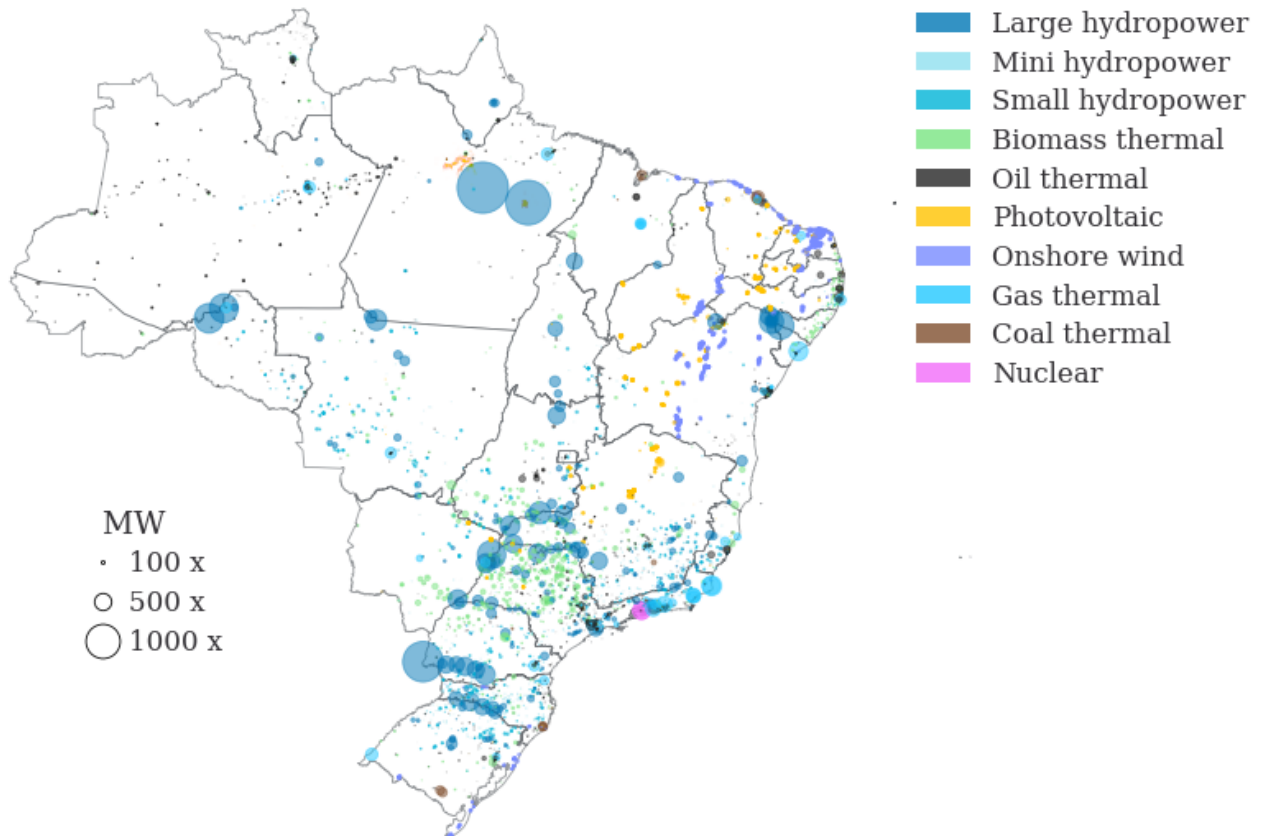 Large hydropower
Mini hydropower
Small hydropower
Biomass thermal
Oil thermal
Photovoltaic
Onshore wind
Gas thermal
Coal thermal
Nuclear
MW
100 x
500 x
1000 x